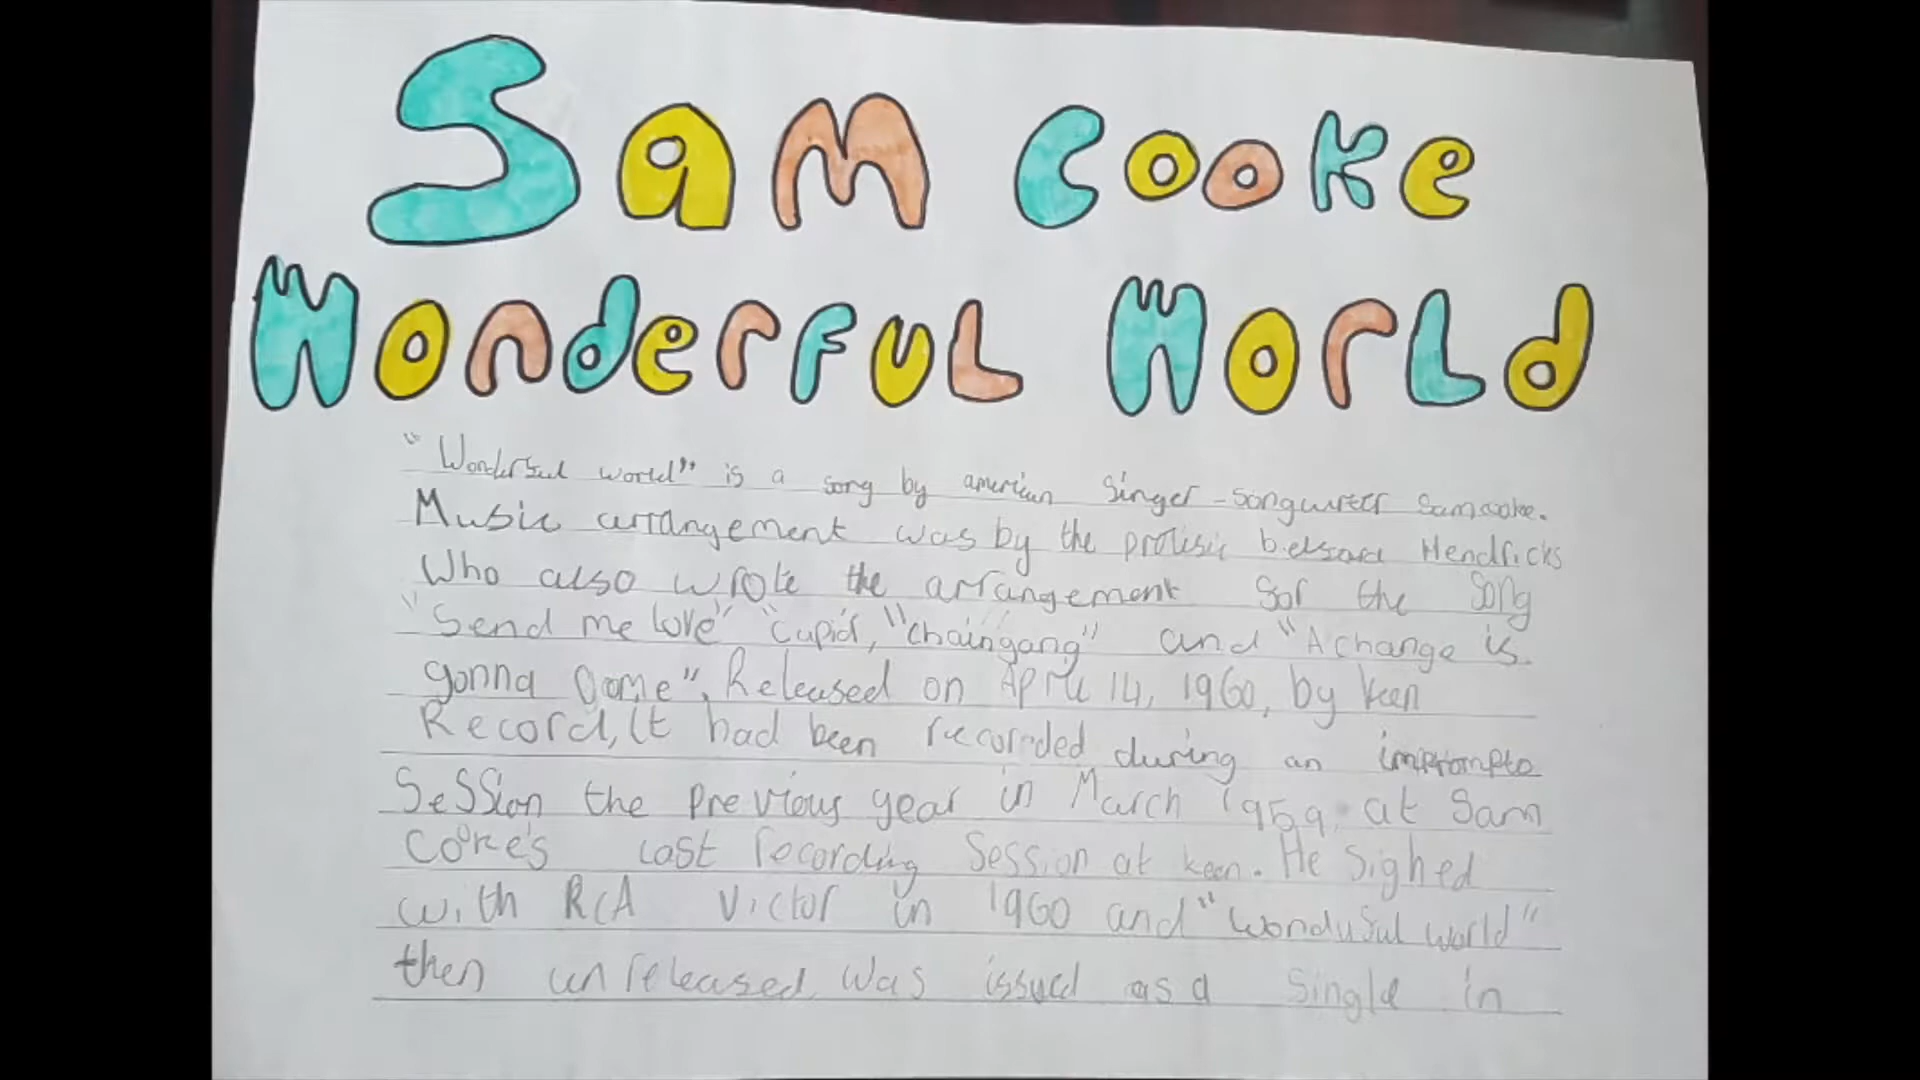 Sam Cooke
Wonderful World
"Wonderful world" is a song by american Singer-songwriter Sam cooke.
Music arrangement was by the Hendricks
Who also wrote the arrangement for the Song
"Send me love" "Cupid, "Chaingang" and "A change is
gonna Come", Released on April 14, 1960, by keen
Record, It had been recorded during an impromptu
Session the previous year in March 1959, at Sam
Cooke's last recording Session at keen. He Sighed
with RCA Victor in 1960 and "Wonduful world"
then unreleased was issued as a Single in